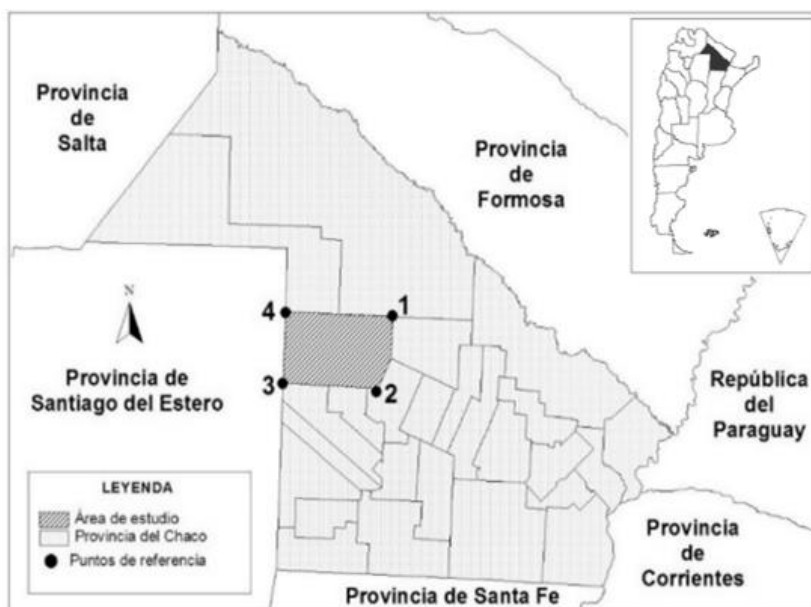 Provincia
de
Salta
Provincia
de
Formosa
N
4
1
3
2
Provincia de
Santiago del Estero
República
del
Paraguay
LEYENDA
Área de estudio
Provincia del Chaco
Puntos de referencia
Provincia
de
Corrientes
Provincia de Santa Fe